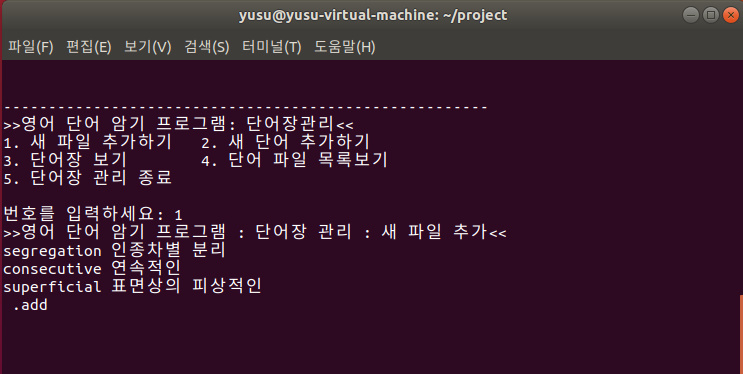 yusu@yusu-virtual-machine: ~/project
파일(F) 편집(E) 보기(V) 검색(S) 터미널(T) 도움말(H)
------------------------------------------------------
>>영어 단어 암기 프로그램: 단어장관리<<
1. 새 파일 추가하기   2. 새 단어 추가하기
3. 단어장 보기        4. 단어 파일 목록보기
5. 단어장 관리 종료
번호를 입력하세요: 1
>>영어 단어 암기 프로그램 : 단어장 관리 : 새 파일 추가<<
segregation 인종차별 분리
consecutive 연속적인
superficial 표면상의 피상적인
 .add